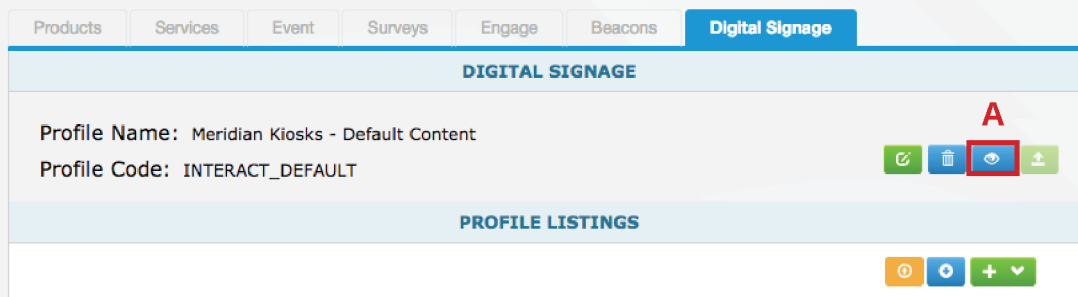 Products Services Event Surveys Engage Beacons Digital Signage
DIGITAL SIGNAGE
A
Profile Name: Meridian Kiosks - Default Content
Profile Code: INTERACT_DEFAULT
PROFILE LISTINGS